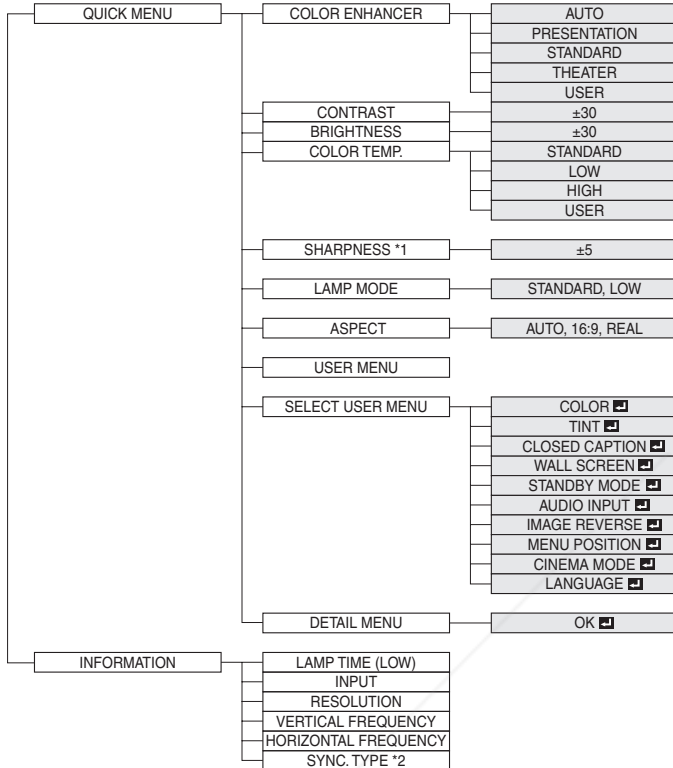 QUICK MENU
COLOR ENHANCER
AUTO
PRESENTATION
STANDARD
THEATER
USER
CONTRAST
±30
BRIGHTNESS
±30
COLOR TEMP.
STANDARD
LOW
HIGH
USER
SHARPNESS *1
±5
LAMP MODE
STANDARD, LOW
ASPECT
AUTO, 16:9, REAL
USER MENU
SELECT USER MENU
COLOR
TINT
CLOSED CAPTION
WALL SCREEN
STANDBY MODE
AUDIO INPUT
IMAGE REVERSE
MENU POSITION
CINEMA MODE
LANGUAGE
DETAIL MENU
OK
INFORMATION
LAMP TIME (LOW)
INPUT
RESOLUTION
VERTICAL FREQUENCY
HORIZONTAL FREQUENCY
SYNC. TYPE *2